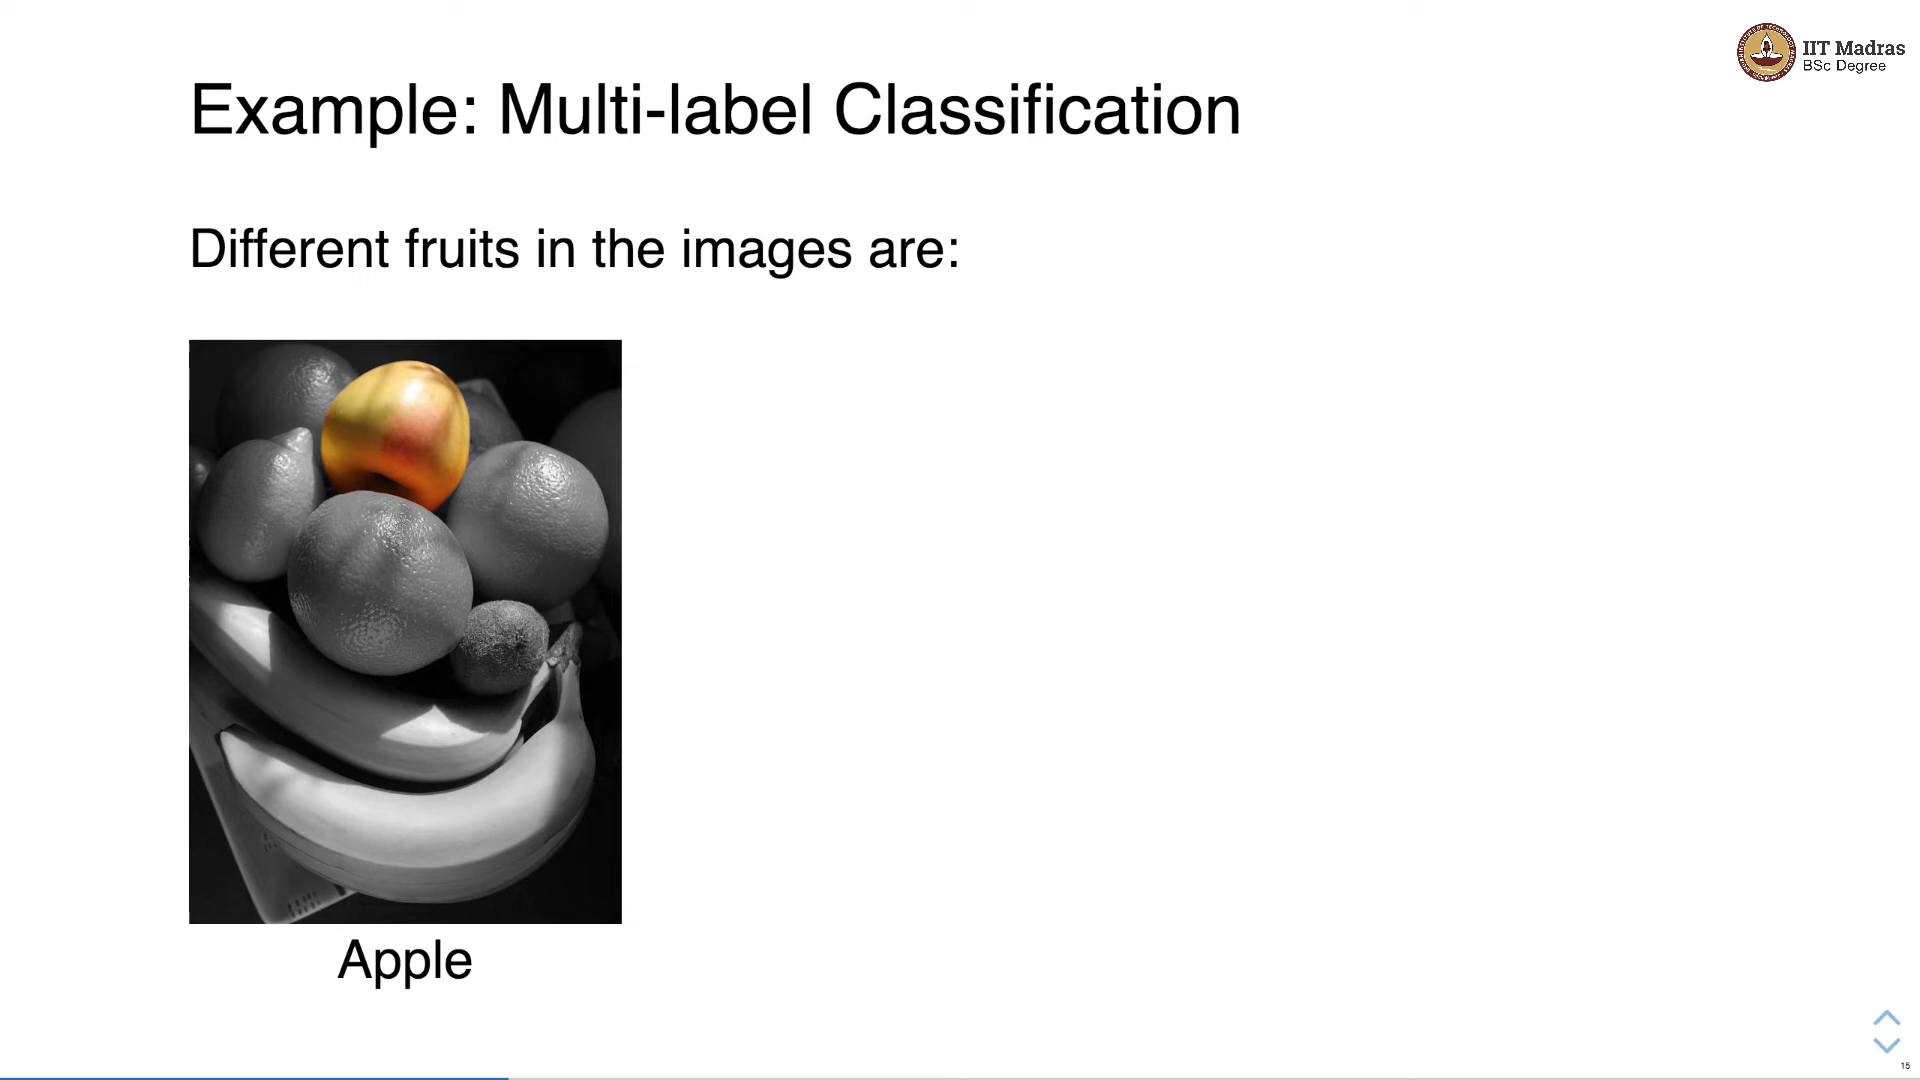 IIT Madras
BSc Degree
Example: Multi-label Classification
Different fruits in the images are:
Apple
15